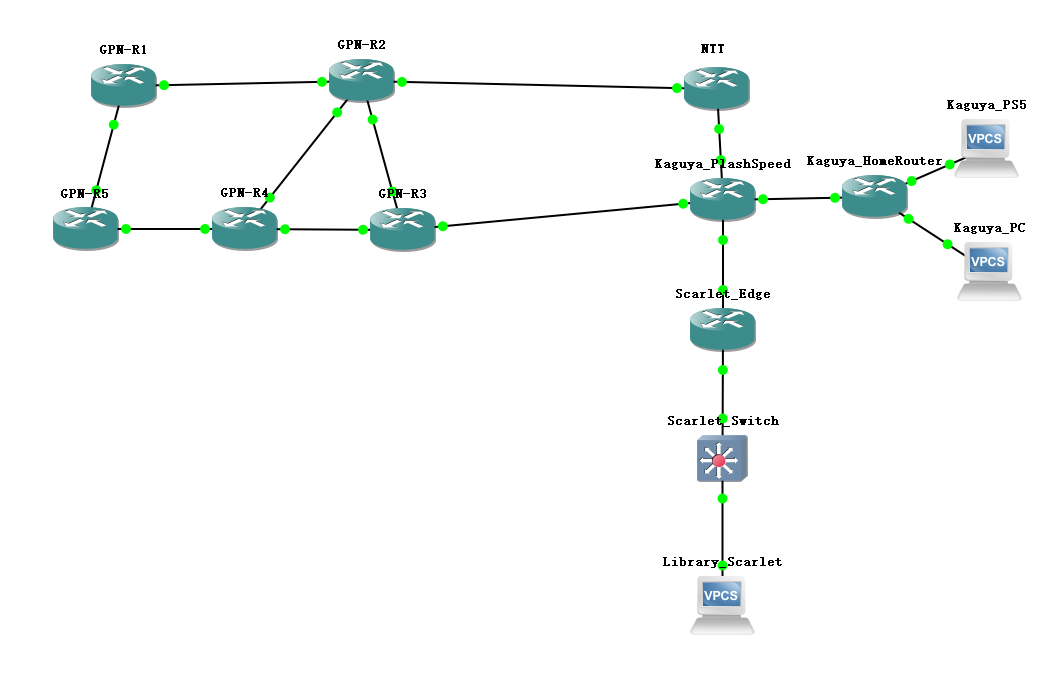 GPN-R1
GPN-R2
NTT
Kaguya_PS5
VPCS
Kaguya_PlashSpeed
Kaguya_HomeRouter
GPN-R5
GPN-R4
GPN-R3
Kaguya_PC
VPCS
Scarlet_Edge
Scarlet_Switch
Library_Scarlet
VPCS